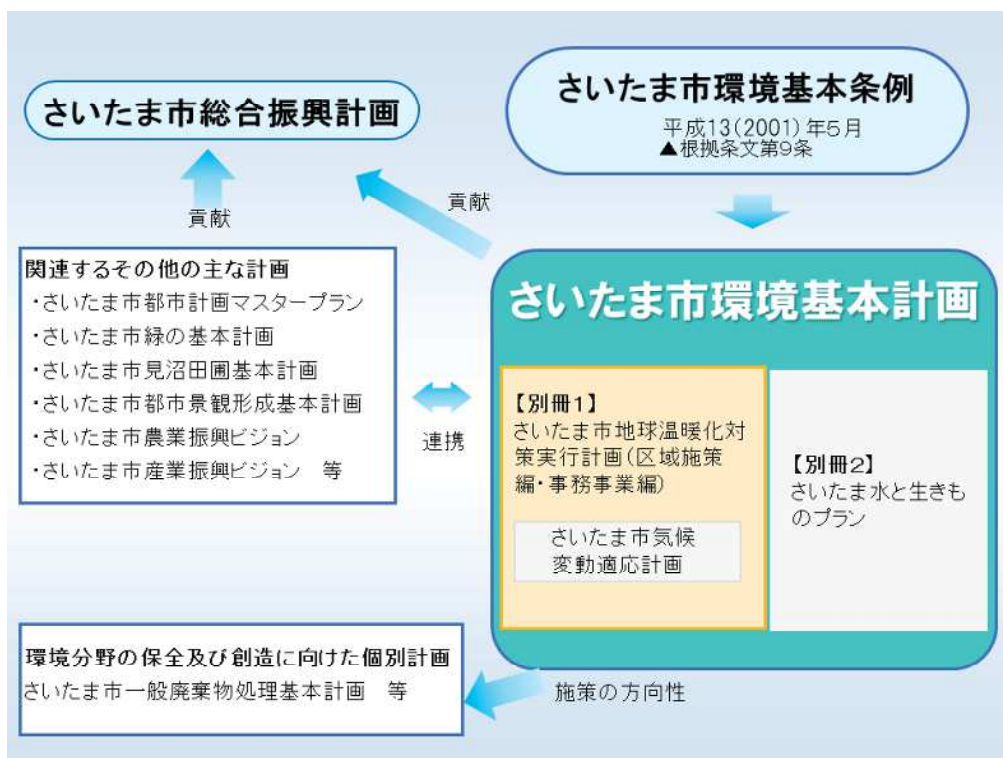 さいたま市総合振興計画
さいたま市環境基本条例
平成13(2001)年5月
▲根拠条文第9条
貢献
貢献
関連するその他の主な計画
・さいたま市都市計画マスタープラン
・さいたま市緑の基本計画
・さいたま市見沼田圃基本計画
・さいたま市都市景観形成基本計画
・さいたま市農業振興ビジョン
・さいたま市産業振興ビジョン 等
連携
さいたま市環境基本計画
【別冊1】
さいたま市地球温暖化対
策実行計画(区域施策
編・事務事業編)
さいたま市気候
変動適応計画
【別冊2】
さいたま水と生きも
のプラン
環境分野の保全及び創造に向けた個別計画
さいたま市一般廃棄物処理基本計画 等
施策の方向性